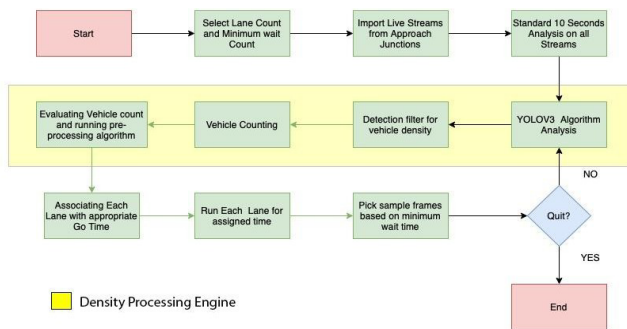 Start
Select Lane Count
and Minimum wait
Count
Import Live Streams
from Approach
Junctions
Standard 10 Seconds
Analysis on all
Streams
Evaluating Vehicle count
and running pre-
processing algorithm
Vehicle Counting
Detection filter for
vehicle density
YOLOV3 Algorithm
Analysis
NO
Associating Each
Lane with appropriate
Go Time
Run Each Lane for
assigned time
Pick sample frames
based on minimum
wait time
Quit?
YES
Density Processing Engine
End